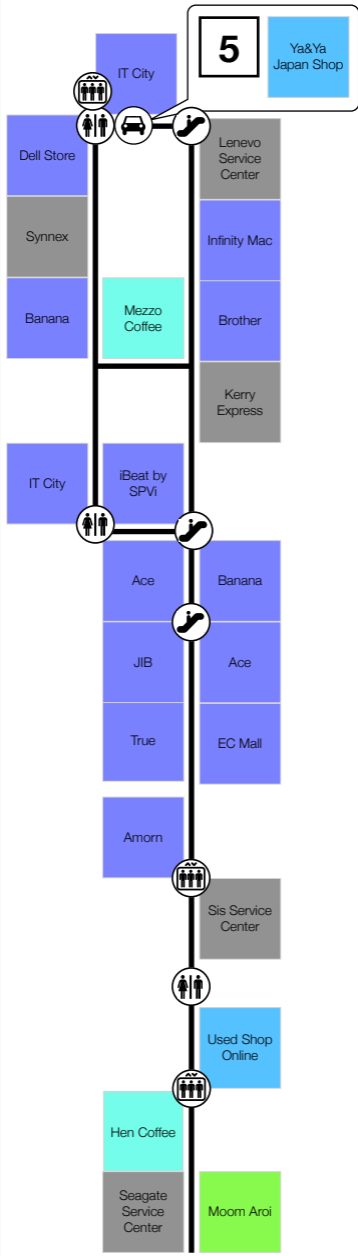 5
Ya&Ya
Japan Shop
IT City
Dell Store
Lenevo
Service
Center
Synnex
Infinity Mac
Banana
Mezzo
Coffee
Brother
Kerry
Express
IT City
iBeat by
SPVi
Ace
Banana
JIB
Ace
True
EC Mall
Amorn
Sis Service
Center
Used Shop
Online
Hen Coffee
Seagate
Service
Center
Moom Aroi